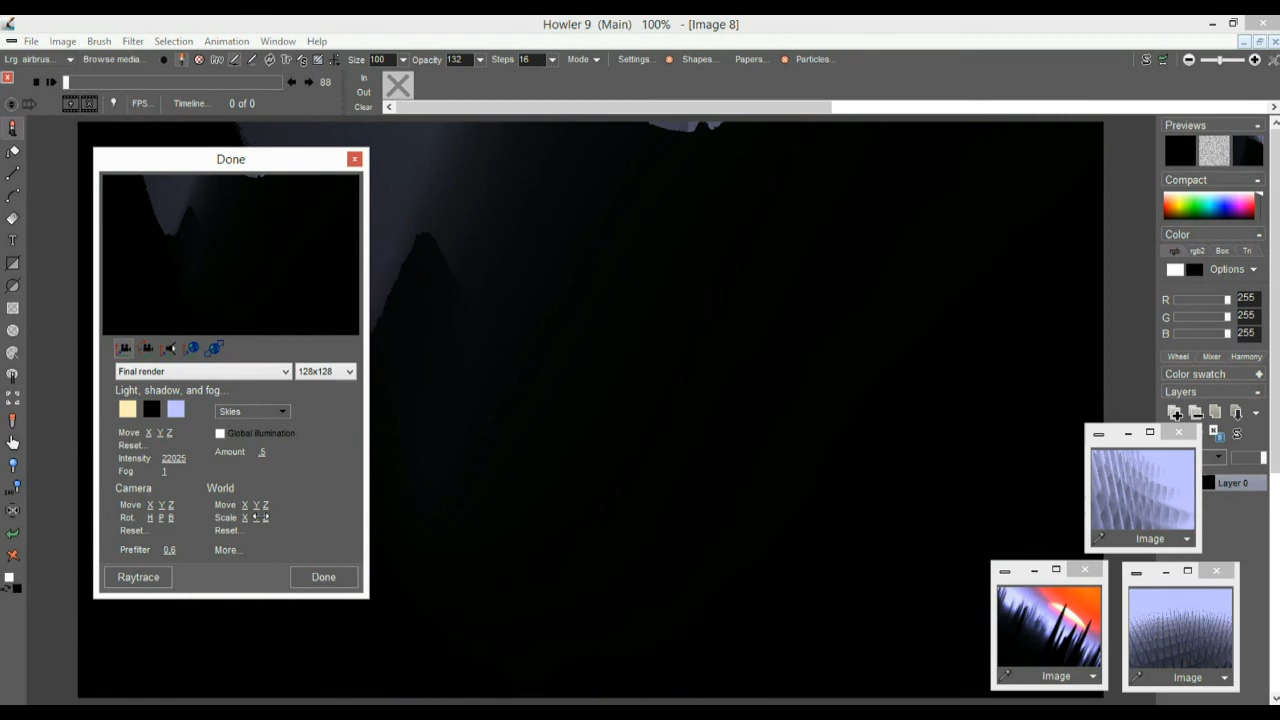 Howler 9 (Main) 100% - [Image 8]
File Image Brush Filter Selection Animation Window Help
Lrg. airbrus... Browse media... Size 100 Opacity 132 Steps 16 Mode Settings... Shapes... Papers... Particles...
88
In
Out
Clear
FPS... Timeline... 0 of 0
Done
Final render 128x128
Light, shadow, and fog...
Skies
Move X Y Z
Global illumination
Reset...
Amount .5
Intensity 22025
Fog 1
Camera World
Move X Y Z Move X Y Z
Rot. H P B Scale X
Reset... Reset...
Prefilter 0.6 More...
Raytrace Done
Previews
Compact
Color
rgb rgb2 Box Tri
Options
R 255
G 255
B 255
Wheel Mixer Harmony
Color swatch
Layers
Layer 0
Image
Image
Image